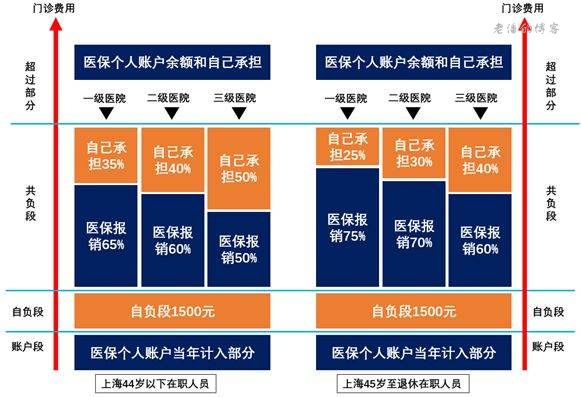 门诊费用
门诊费用
老潘的博客
超过部分
医保个人账户余额和自己承担
医保个人账户余额和自己承担
超过部分
一级医院
二级医院
三级医院
一级医院
二级医院
三级医院
共负段
自己承
担35%
医保报
销65%
自己承
担40%
医保报
销60%
自己承
担50%
医保报
销50%
自己承
担25%
医保报
销75%
自己承
担30%
医保报
销70%
自己承
担40%
医保报
销60%
共负段
自负段
自负段1500元
自负段1500元
自负段
账户段
医保个人账户当年计入部分
医保个人账户当年计入部分
账户段
上海44岁以下在职人员
上海45岁至退休在职人员